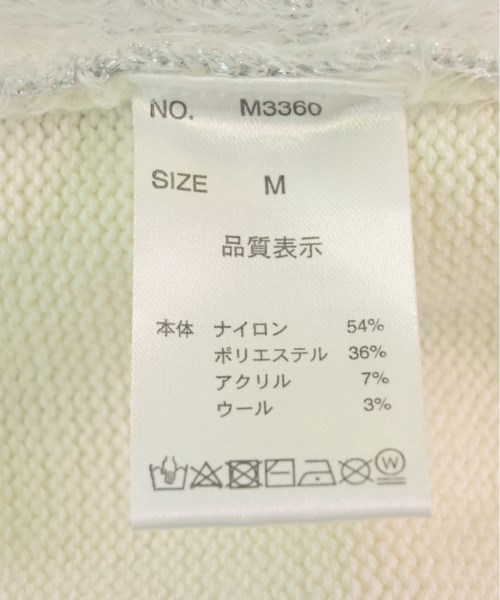 NO. M3360
SIZE M
品質表示
本体 ナイロン 54%
ポリエステル 36%
アクリル 7%
ウール 3%
W